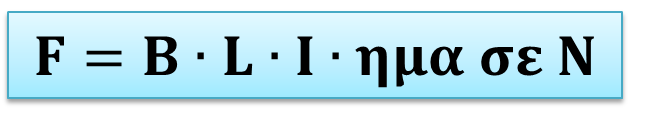 F = B · L · I · ημα σε N